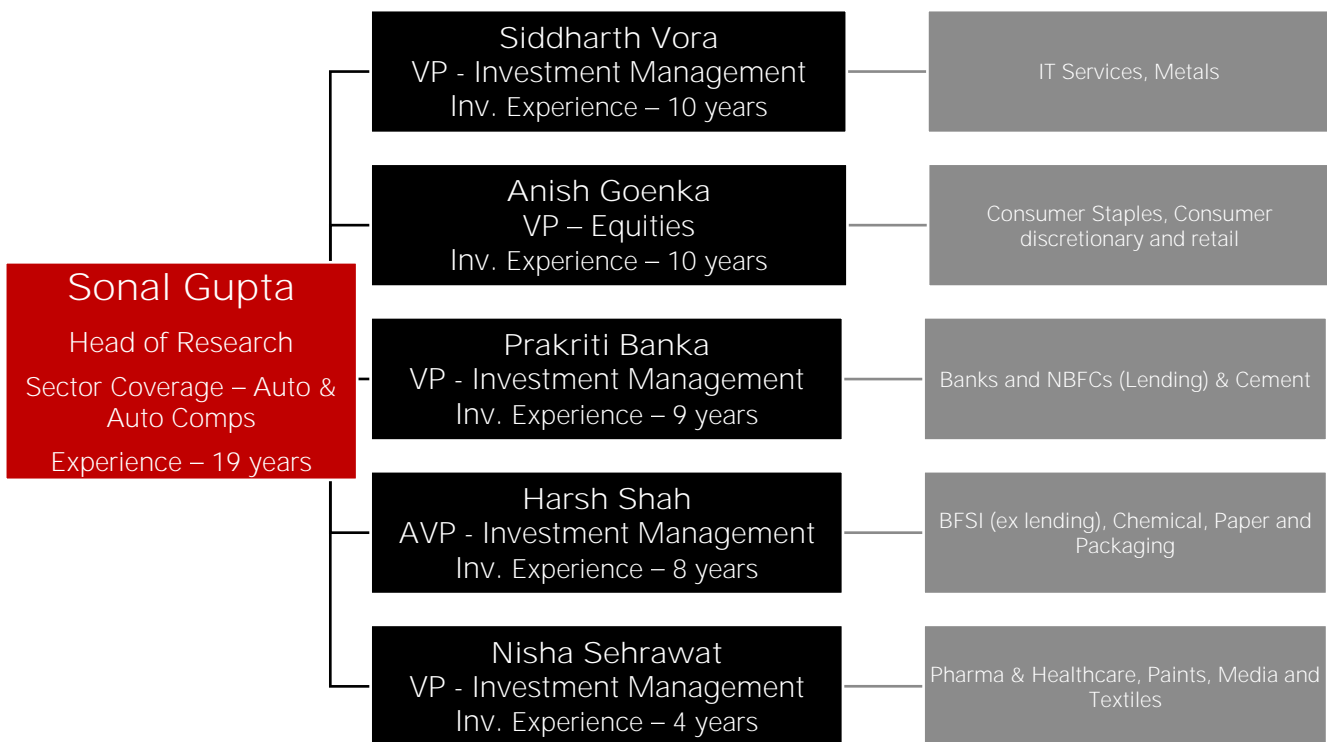 Siddharth Vora
VP - Investment Management
Inv. Experience – 10 years
IT Services, Metals
Anish Goenka
VP – Equities
Inv. Experience – 10 years
Consumer Staples, Consumer
discretionary and retail
Sonal Gupta
Head of Research
Sector Coverage – Auto &
Auto Comps
Experience – 19 years
Prakriti Banka
VP - Investment Management
Inv. Experience – 9 years
Banks and NBFCs (Lending) & Cement
Harsh Shah
AVP - Investment Management
Inv. Experience – 8 years
BFSI (ex lending), Chemical, Paper and
Packaging
Nisha Sehrawat
VP - Investment Management
Inv. Experience – 4 years
Pharma & Healthcare, Paints, Media and
Textiles